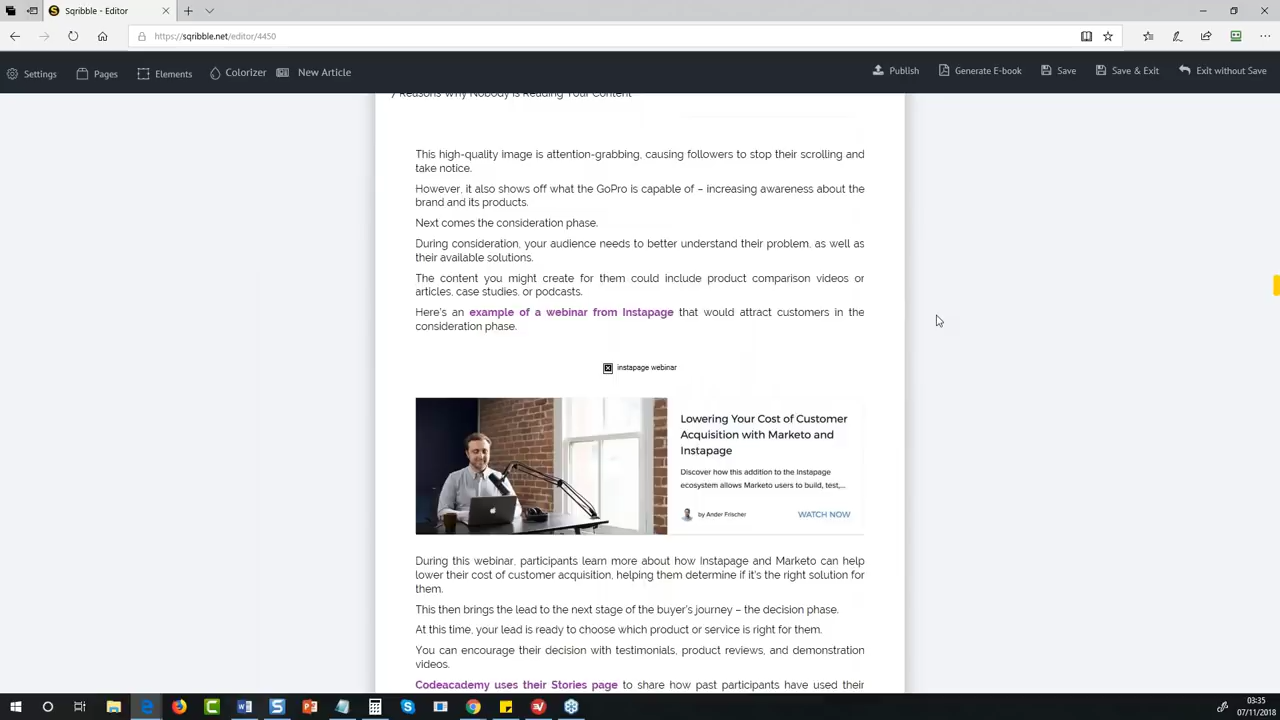 Sqribble - Editor
https://sqribble.net/editor/4450
Settings
Pages
Elements
Colorizer
New Article
Publish
Generate E-book
Save
Save & Exit
Exit without Save
7 Reasons Why Nobody is Reading Your Content
This high-quality image is attention-grabbing, causing followers to stop their scrolling and
take notice.
However, it also shows off what the GoPro is capable of – increasing awareness about the
brand and its products.
Next comes the consideration phase.
During consideration, your audience needs to better understand their problem, as well as
their available solutions.
The content you might create for them could include product comparison videos or
articles, case studies, or podcasts.
Here's an example of a webinar from Instapage that would attract customers in the
consideration phase.
instapage webinar
Lowering Your Cost of Customer
Acquisition with Marketo and
Instapage
Discover how this addition to the Instapage
ecosystem allows Marketo users to build, test,...
by Ander Frischer
WATCH NOW
During this webinar, participants learn more about how Instapage and Marketo can help
lower their cost of customer acquisition, helping them determine if it's the right solution for
them.
This then brings the lead to the next stage of the buyer's journey – the decision phase.
At this time, your lead is ready to choose which product or service is right for them.
You can encourage their decision with testimonials, product reviews, and demonstration
videos.
Codeacademy uses their Stories page to share how past participants have used their
03:35
07/11/2018